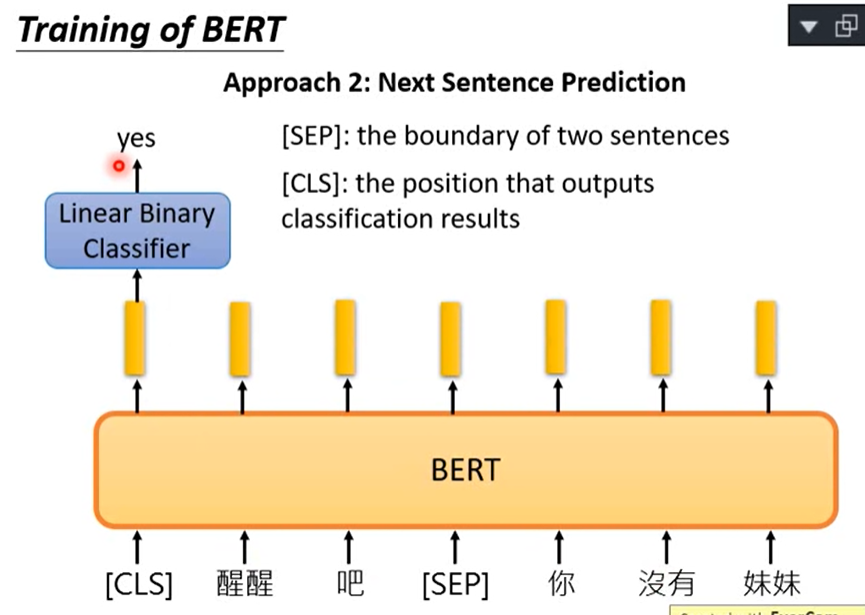 Training of BERT
Approach 2: Next Sentence Prediction
yes
[SEP]: the boundary of two sentences
[CLS]: the position that outputs
classification results
Linear Binary
Classifier
BERT
[CLS] 醒醒 吧 [SEP] 你 沒有 妹妹